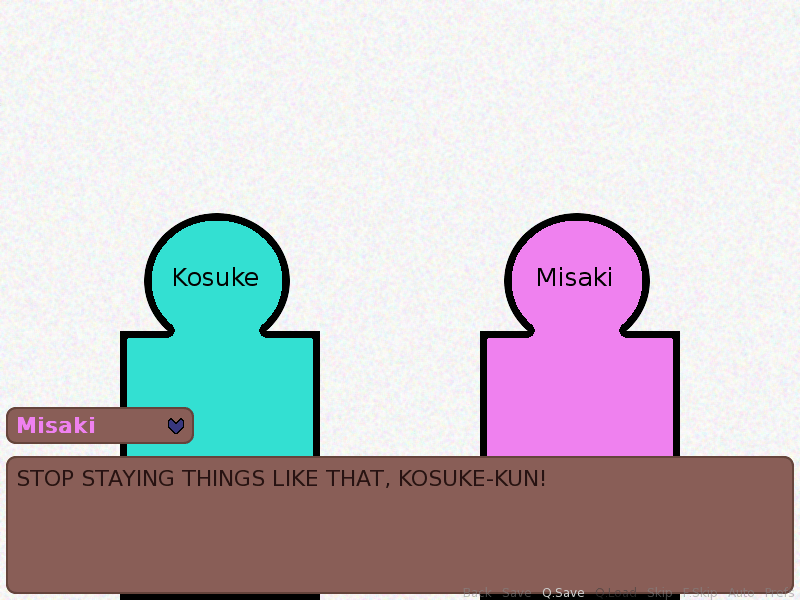 Kosuke
Misaki
Misaki
STOP STAYING THINGS LIKE THAT, KOSUKE-KUN!
Back Save Q.Save Q.Load Skip F.Skip Auto Prefs